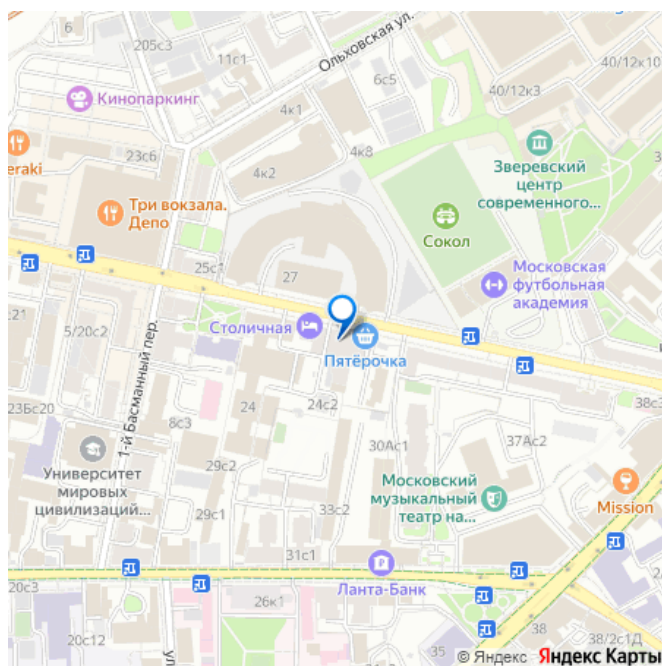 6
205с3
11с1
Ольховская ул.
6с5
40/12к10
40/12к3
Кинопаркинг
4к1
23с6
4к8
eraki
4к2
Зверевский
центр
современного...
Три вокзала.
Депо
Сокол
25с1
27
Московская
футбольная
академия
Столичная
с21
5/20с2
1-й Басманный пер.
Пятёрочка
24
24с2
38с3
23Бс20
8с3
30Ас1
37Ас2
Университет
мировых
цивилизаций...
29с2
Московский
музыкальный
театр на...
Mission
29с1
33с2
31с1
20с3
Ланта-Банк
26к1
20с12
ул
35
38
38/2с1Д
© Яндекс Яндекс Карты